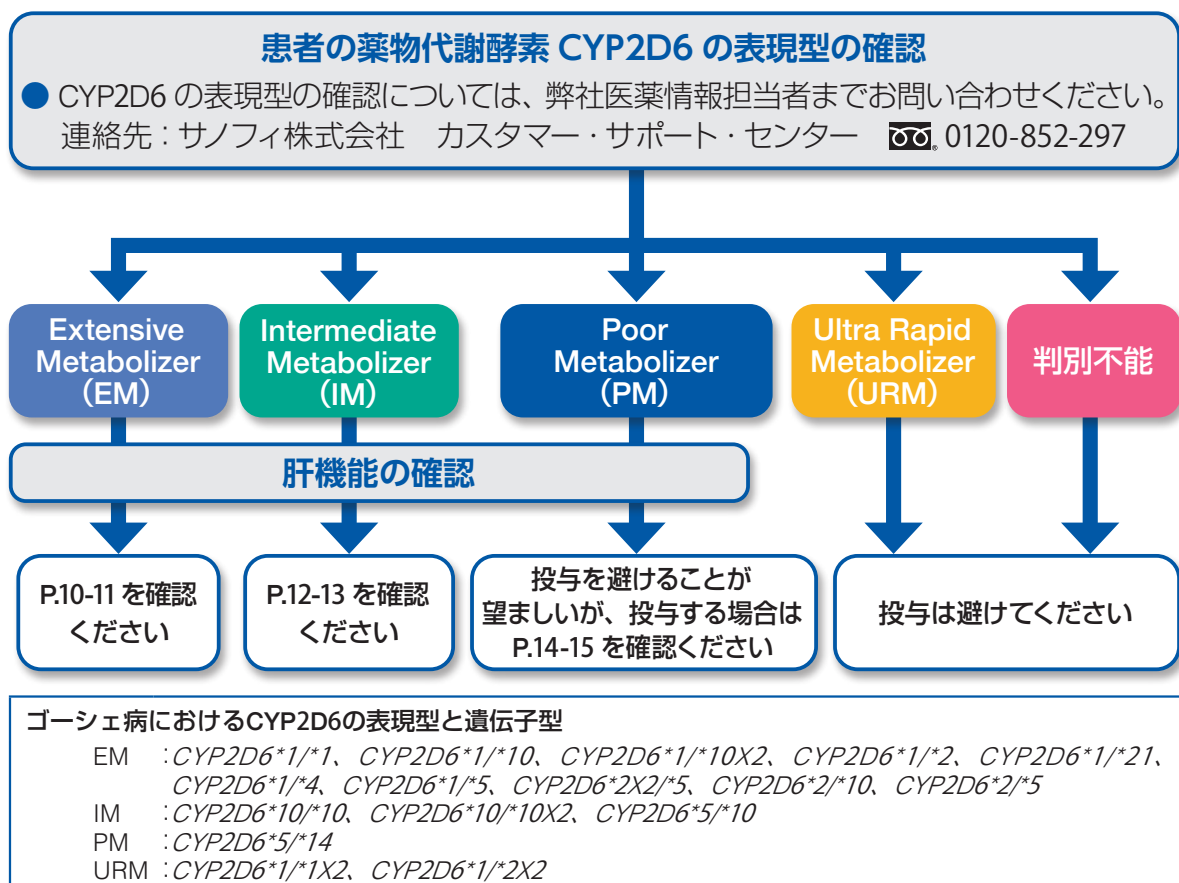 患者の薬物代謝酵素 CYP2D6 の表現型の確認
● CYP2D6 の表現型の確認については、弊社医薬情報担当者までお問い合わせください。
連絡先：サノフィ株式会社　カスタマー・サポート・センター　0120-852-297
Extensive
Metabolizer
（EM）
Intermediate
Metabolizer
（IM）
Poor
Metabolizer
（PM）
Ultra Rapid
Metabolizer
（URM）
判別不能
肝機能の確認
P.10-11 を確認
ください
P.12-13 を確認
ください
投与を避けることが
望ましいが、投与する場合は
P.14-15 を確認ください
投与は避けてください
ゴーシェ病におけるCYP2D6の表現型と遺伝子型
EM ：CYP2D6*1/*1、CYP2D6*1/*10、CYP2D6*1/*10X2、CYP2D6*1/*2、CYP2D6*1/*21、
CYP2D6*1/*4、CYP2D6*1/*5、CYP2D6*2X2/*5、CYP2D6*2/*10、CYP2D6*2/*5
IM ：CYP2D6*10/*10、CYP2D6*10/*10X2、CYP2D6*5/*10
PM ：CYP2D6*5/*14
URM ：CYP2D6*1/*1X2、CYP2D6*1/*2X2